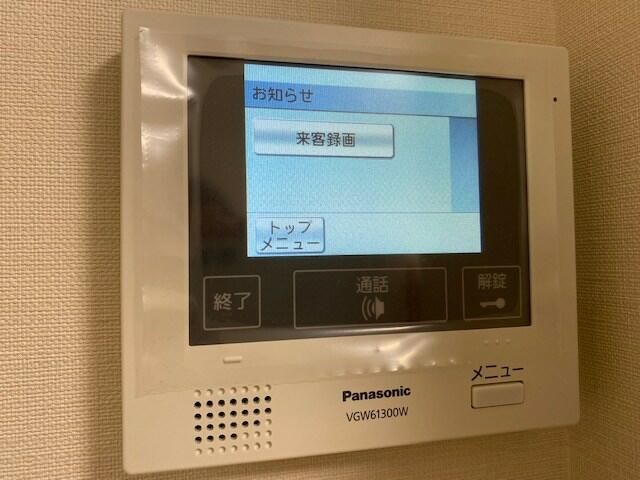 お知らせ
来客録画
トップ
メニュー
終了
通話
解錠
メニュー
Panasonic
VGW61300W